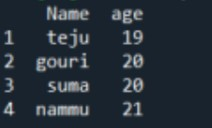 Name age
1 teju 19
2 gouri 20
3 suma 20
4 nammu 21